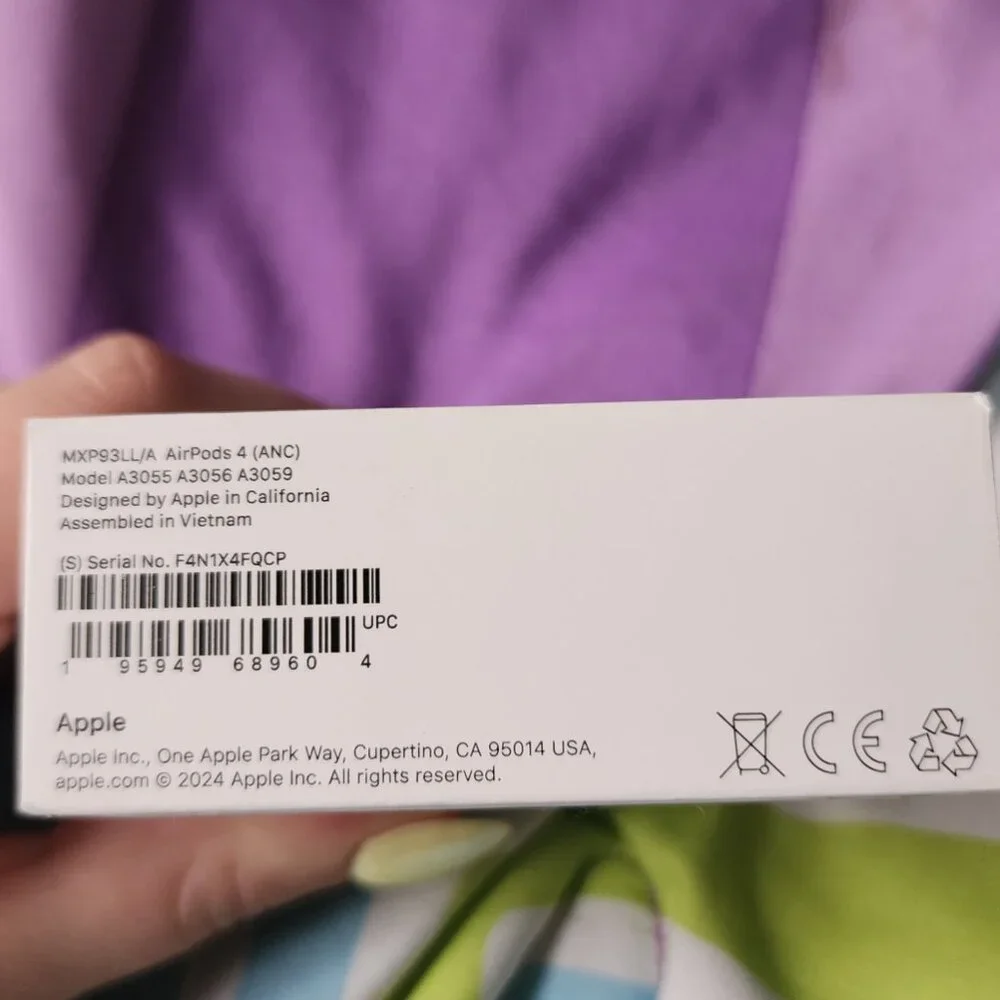 MXP93LL/A AirPods 4 (ANC)
Model A3055 A3056 A3059
Designed by Apple in California
Assembled in Vietnam
(S) Serial No. F4N1X4FQCP
UPC
1 95949 68960 4
Apple
Apple Inc., One Apple Park Way, Cupertino, CA 95014 USA,
apple.com © 2024 Apple Inc. All rights reserved.
CE